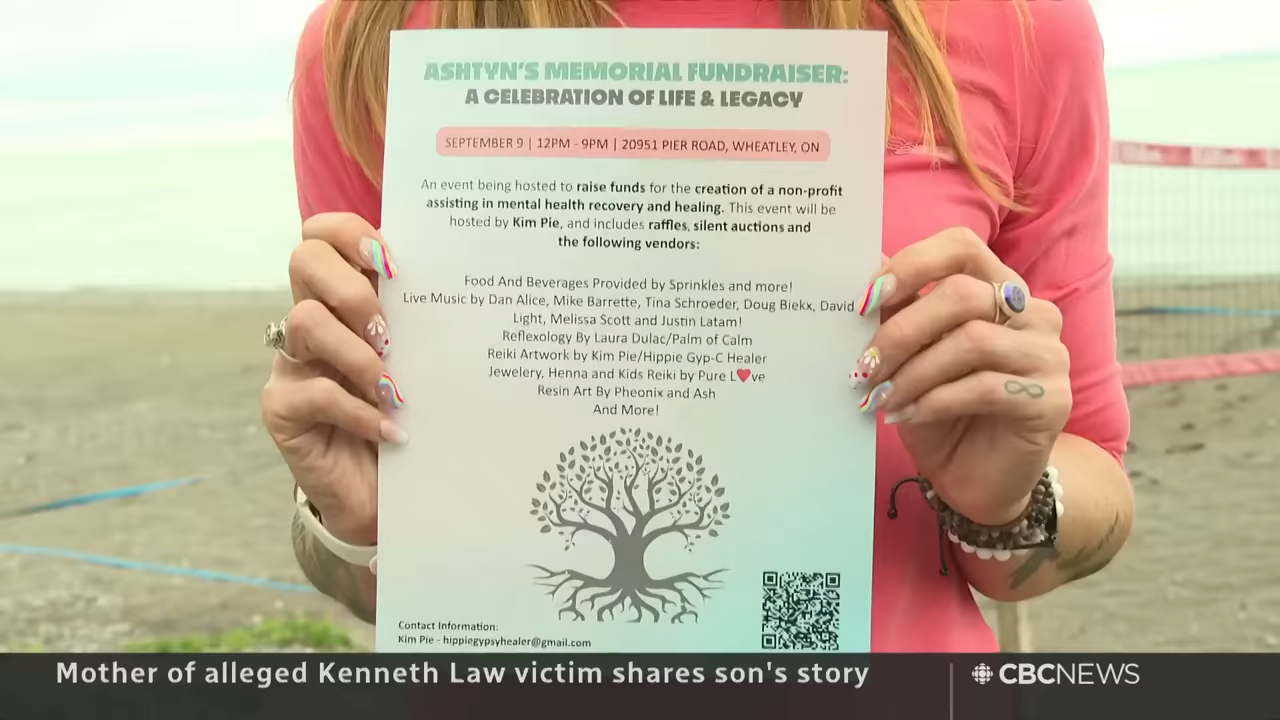 ASHTYN'S MEMORIAL FUNDRAISER:
A CELEBRATION OF LIFE & LEGACY
SEPTEMBER 9 | 12PM - 9PM | 20951 PIER ROAD, WHEATLEY, ON
An event being hosted to raise funds for the creation of a non-profit
assisting in mental health recovery and healing. This event will be
hosted by Kim Pie, and includes raffles, silent auctions and
the following vendors:
Food And Beverages Provided by Sprinkles and more!
Live Music by Dan Alice, Mike Barrette, Tina Schroeder, Doug Biekx, David
Light, Melissa Scott and Justin Latam!
Reflexology By Laura Dulac/Palm of Calm
Reiki Artwork by Kim Pie/Hippie Gyp-C Healer
Jewelery, Henna and Kids Reiki by Pure L♥ve
Resin Art By Pheonix and Ash
And More!
Contact Information:
Kim Pie - hippiegypsyhealer@gmail.com
Mother of alleged Kenneth Law victim shares son's story
CBCNEWS